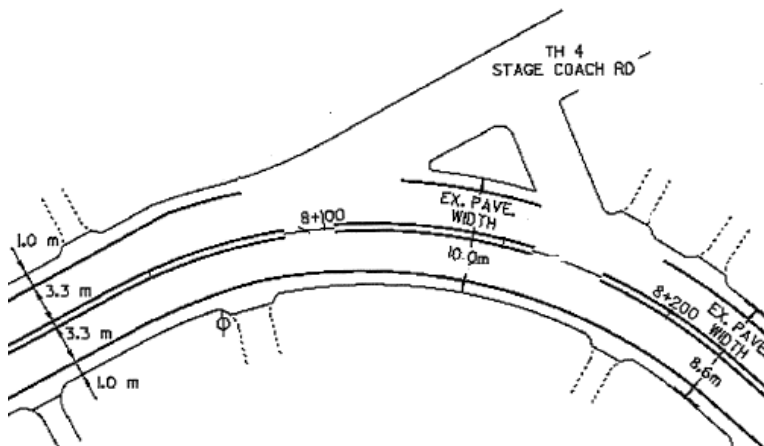 TH 4
STAGE COACH RD
8+100
EX. PAVE.
WIDTH
10.0m
1.0 m
3.3 m
3.3 m
1.0 m
8+200
EX. PAVE.
WIDTH
8.6m